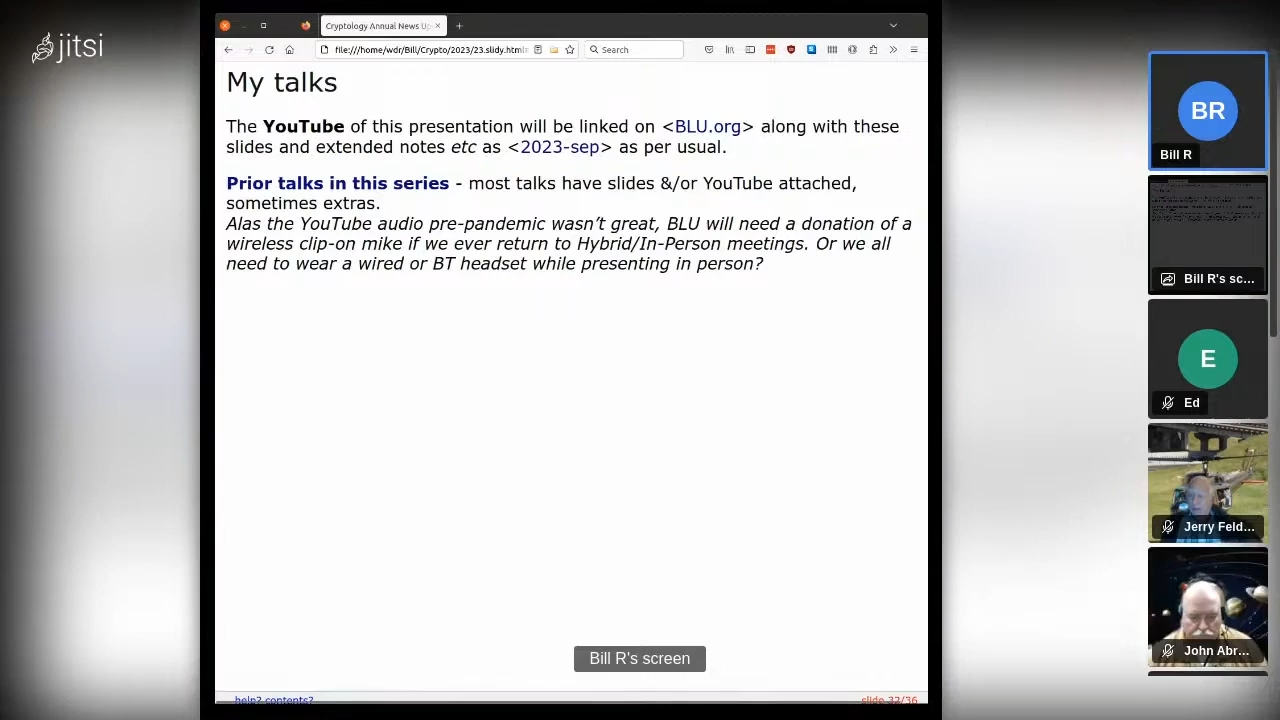 jitsi
Cryptology Annual News Up
file:///home/wdr/Bill/Crypto/2023/23.slidy.html
Search
My talks
The YouTube of this presentation will be linked on <BLU.org> along with these
slides and extended notes etc as <2023-sep> as per usual.
Prior talks in this series - most talks have slides &/or YouTube attached,
sometimes extras.
Alas the YouTube audio pre-pandemic wasn’t great, BLU will need a donation of a
wireless clip-on mike if we ever return to Hybrid/In-Person meetings. Or we all
need to wear a wired or BT headset while presenting in person?
Bill R's screen
help? contents?
slide 32/36
BR
Bill R
Bill R's sc...
E
Ed
Jerry Feld...
John Abr...